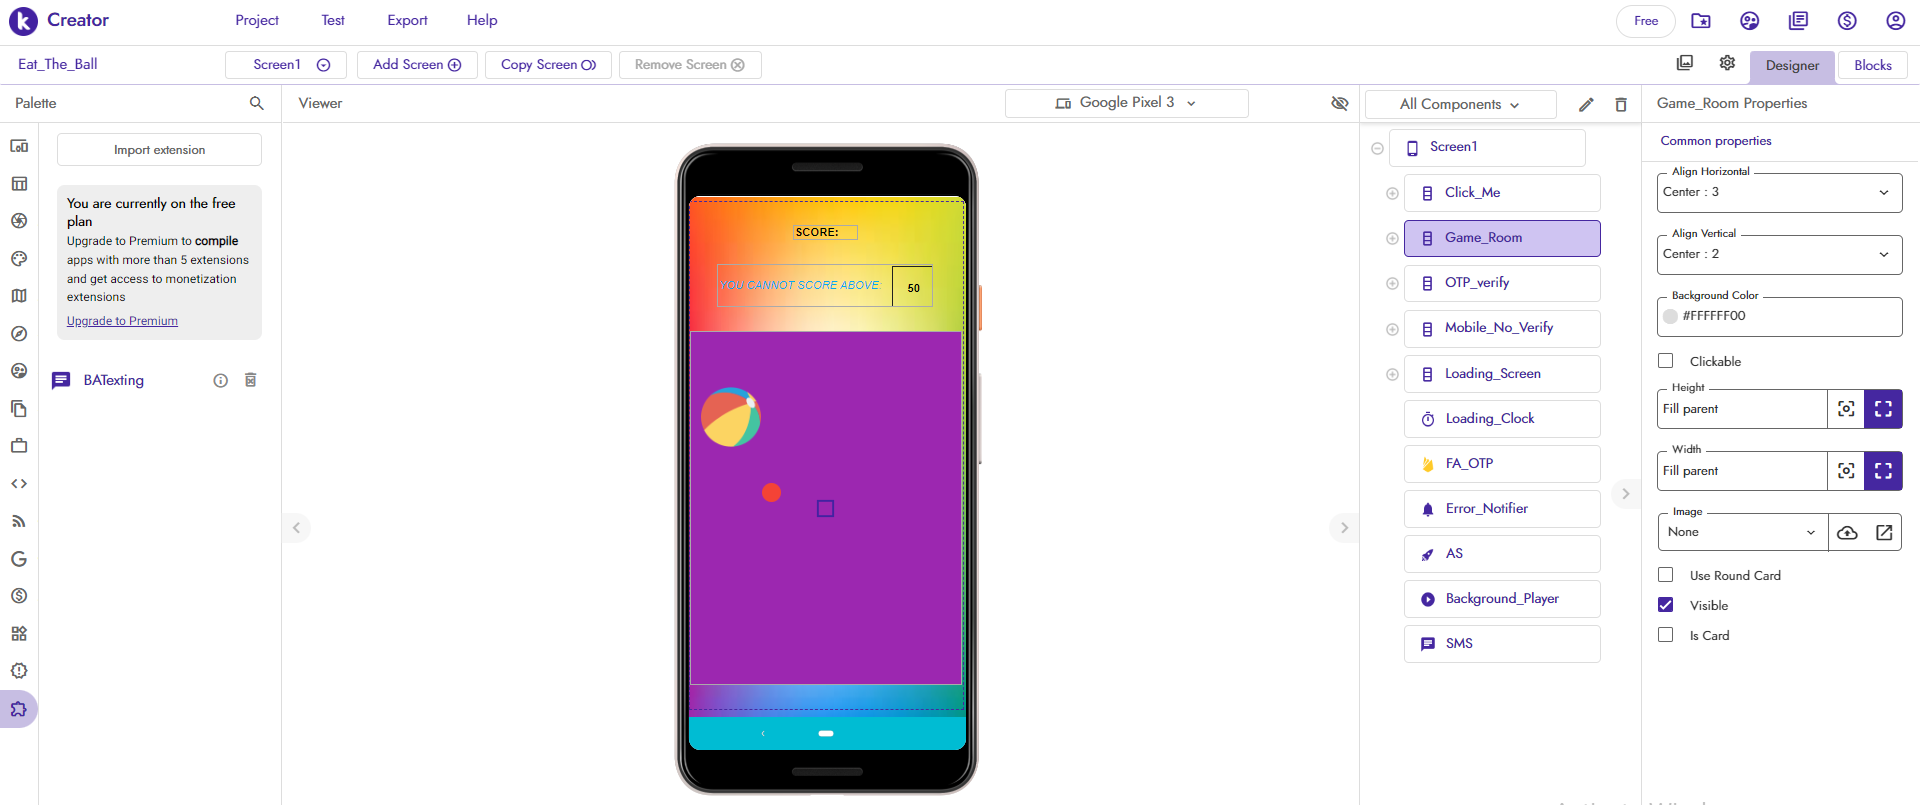 Creator
Project
Test
Export
Help
Free
Eat_The_Ball
Screen1
Add Screen
Copy Screen
Remove Screen
Designer
Blocks
Palette
Viewer
Google Pixel 3
All Components
Game_Room Properties
Import extension
You are currently on the free
plan
Upgrade to Premium to compile
apps with more than 5 extensions
and get access to monetization
extensions
Upgrade to Premium
BATexting
SCORE:
YOU CANNOT SCORE ABOVE:
50
Screen1
Click_Me
Game_Room
OTP_verify
Mobile_No_Verify
Loading_Screen
Loading_Clock
FA_OTP
Error_Notifier
AS
Background_Player
SMS
Common properties
Align Horizontal
Center : 3
Align Vertical
Center : 2
Background Color
#FFFFFF00
Clickable
Height
Fill parent
Width
Fill parent
Image
None
Use Round Card
Visible
Is Card